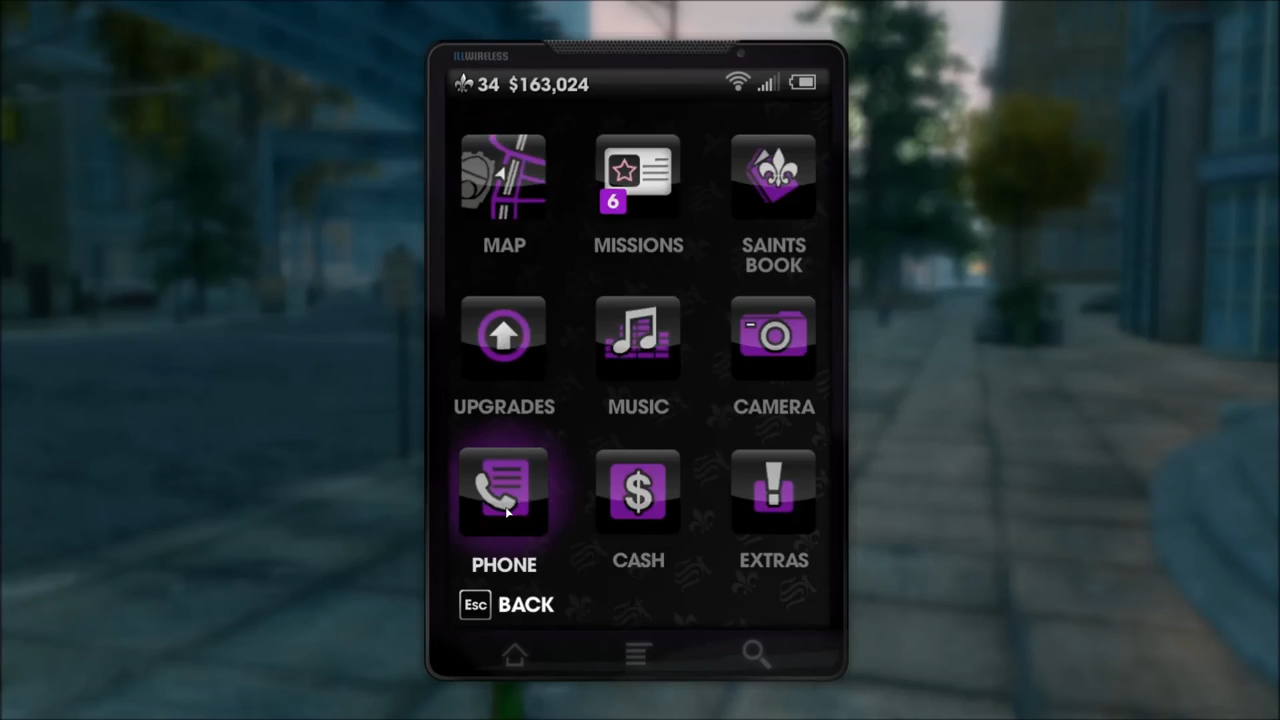 ILLWIRELESS
34 $163,024
6
MAP
MISSIONS
SAINTS
BOOK
UPGRADES
MUSIC
CAMERA
$
!
PHONE
CASH
EXTRAS
Esc BACK